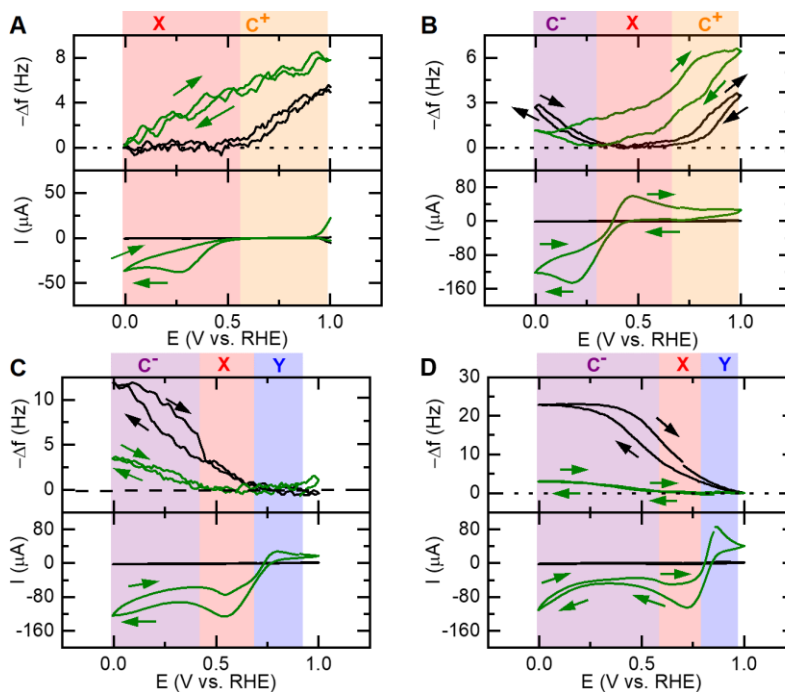 A
X
C⁺
8
4
0
−Δf (Hz)
50
25
0
-50
I (μA)
0.0
0.5
1.0
E (V vs. RHE)
B
C⁻
X
C⁺
6
3
0
−Δf (Hz)
80
0
-80
-160
I (μA)
0.0
0.5
1.0
E (V vs. RHE)
C
C⁻
X
Y
10
5
0
−Δf (Hz)
80
0
-80
-160
I (μA)
0.0
0.5
1.0
E (V vs. RHE)
D
C⁻
X
Y
30
20
10
0
−Δf (Hz)
80
0
-80
-160
I (μA)
0.0
0.5
1.0
E (V vs. RHE)